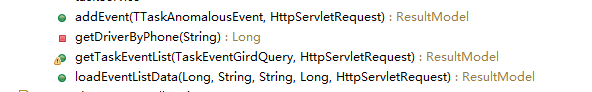 addEvent(TTaskAnomalousEvent, HttpServletRequest) : ResultModel
getDriverByPhone(String) : Long
getTaskEventList(TaskEventGirdQuery, HttpServletRequest) : ResultModel
loadEventListData(Long, String, String, Long, HttpServletRequest) : ResultModel